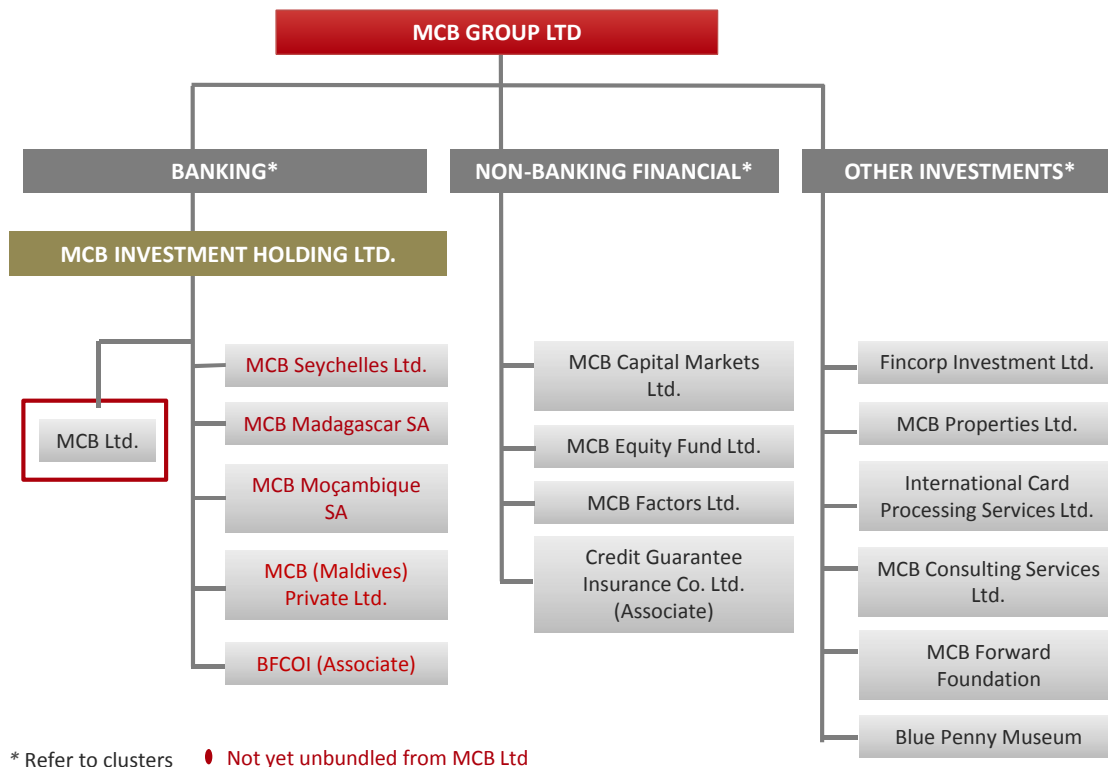 MCB GROUP LTD
BANKING*
NON-BANKING FINANCIAL*
OTHER INVESTMENTS*
MCB INVESTMENT HOLDING LTD.
MCB Ltd.
MCB Seychelles Ltd.
MCB Madagascar SA
MCB Moçambique
SA
MCB (Maldives)
Private Ltd.
BFCOI (Associate)
MCB Capital Markets
Ltd.
MCB Equity Fund Ltd.
MCB Factors Ltd.
Credit Guarantee
Insurance Co. Ltd.
(Associate)
Fincorp Investment Ltd.
MCB Properties Ltd.
International Card
Processing Services Ltd.
MCB Consulting Services
Ltd.
MCB Forward
Foundation
Blue Penny Museum
* Refer to clusters
Not yet unbundled from MCB Ltd